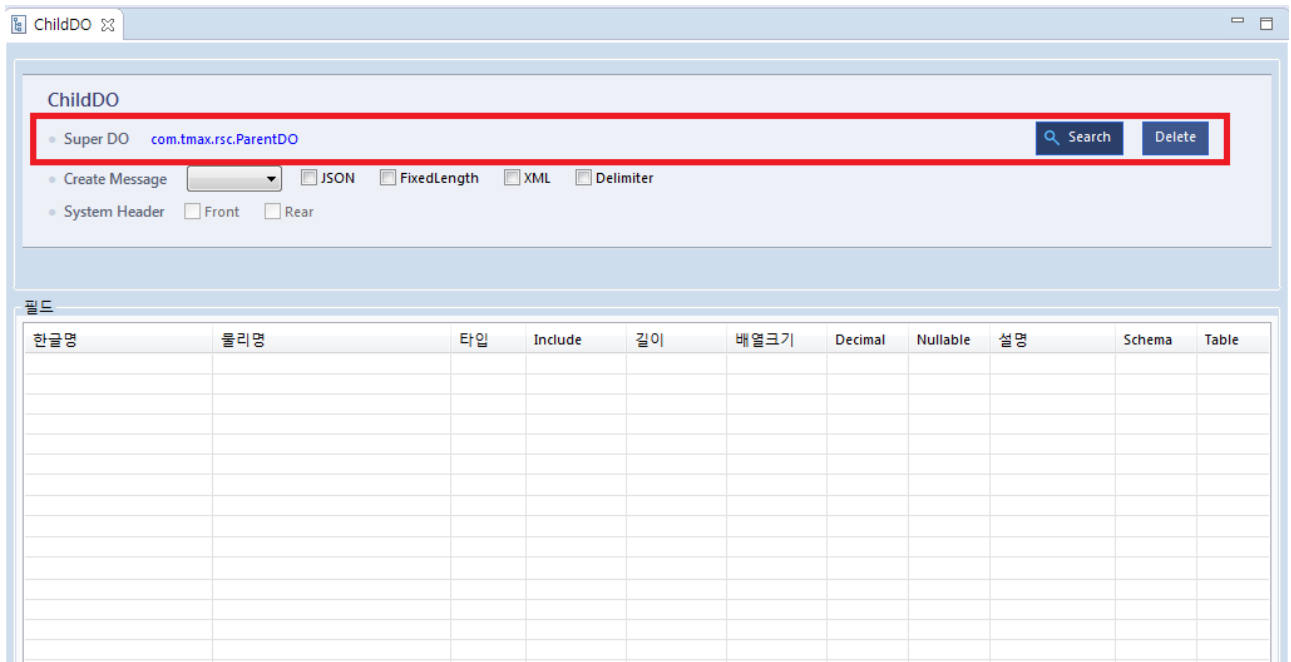 ChildDO
ChildDO
Super DO com.tmax.rsc.ParentDO Search Delete
Create Message JSON FixedLength XML Delimiter
System Header Front Rear
필드
한글명 물리명 타입 Include 길이 배열크기 Decimal Nullable 설명 Schema Table